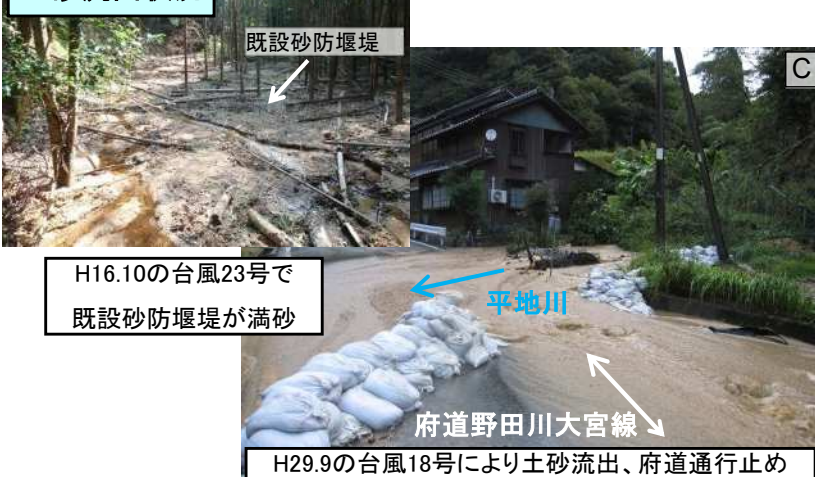 既設砂防堰堤
C
H16.10の台風23号で
既設砂防堰堤が満砂
平地川
府道野田川大宮線
H29.9の台風18号により土砂流出、府道通行止め